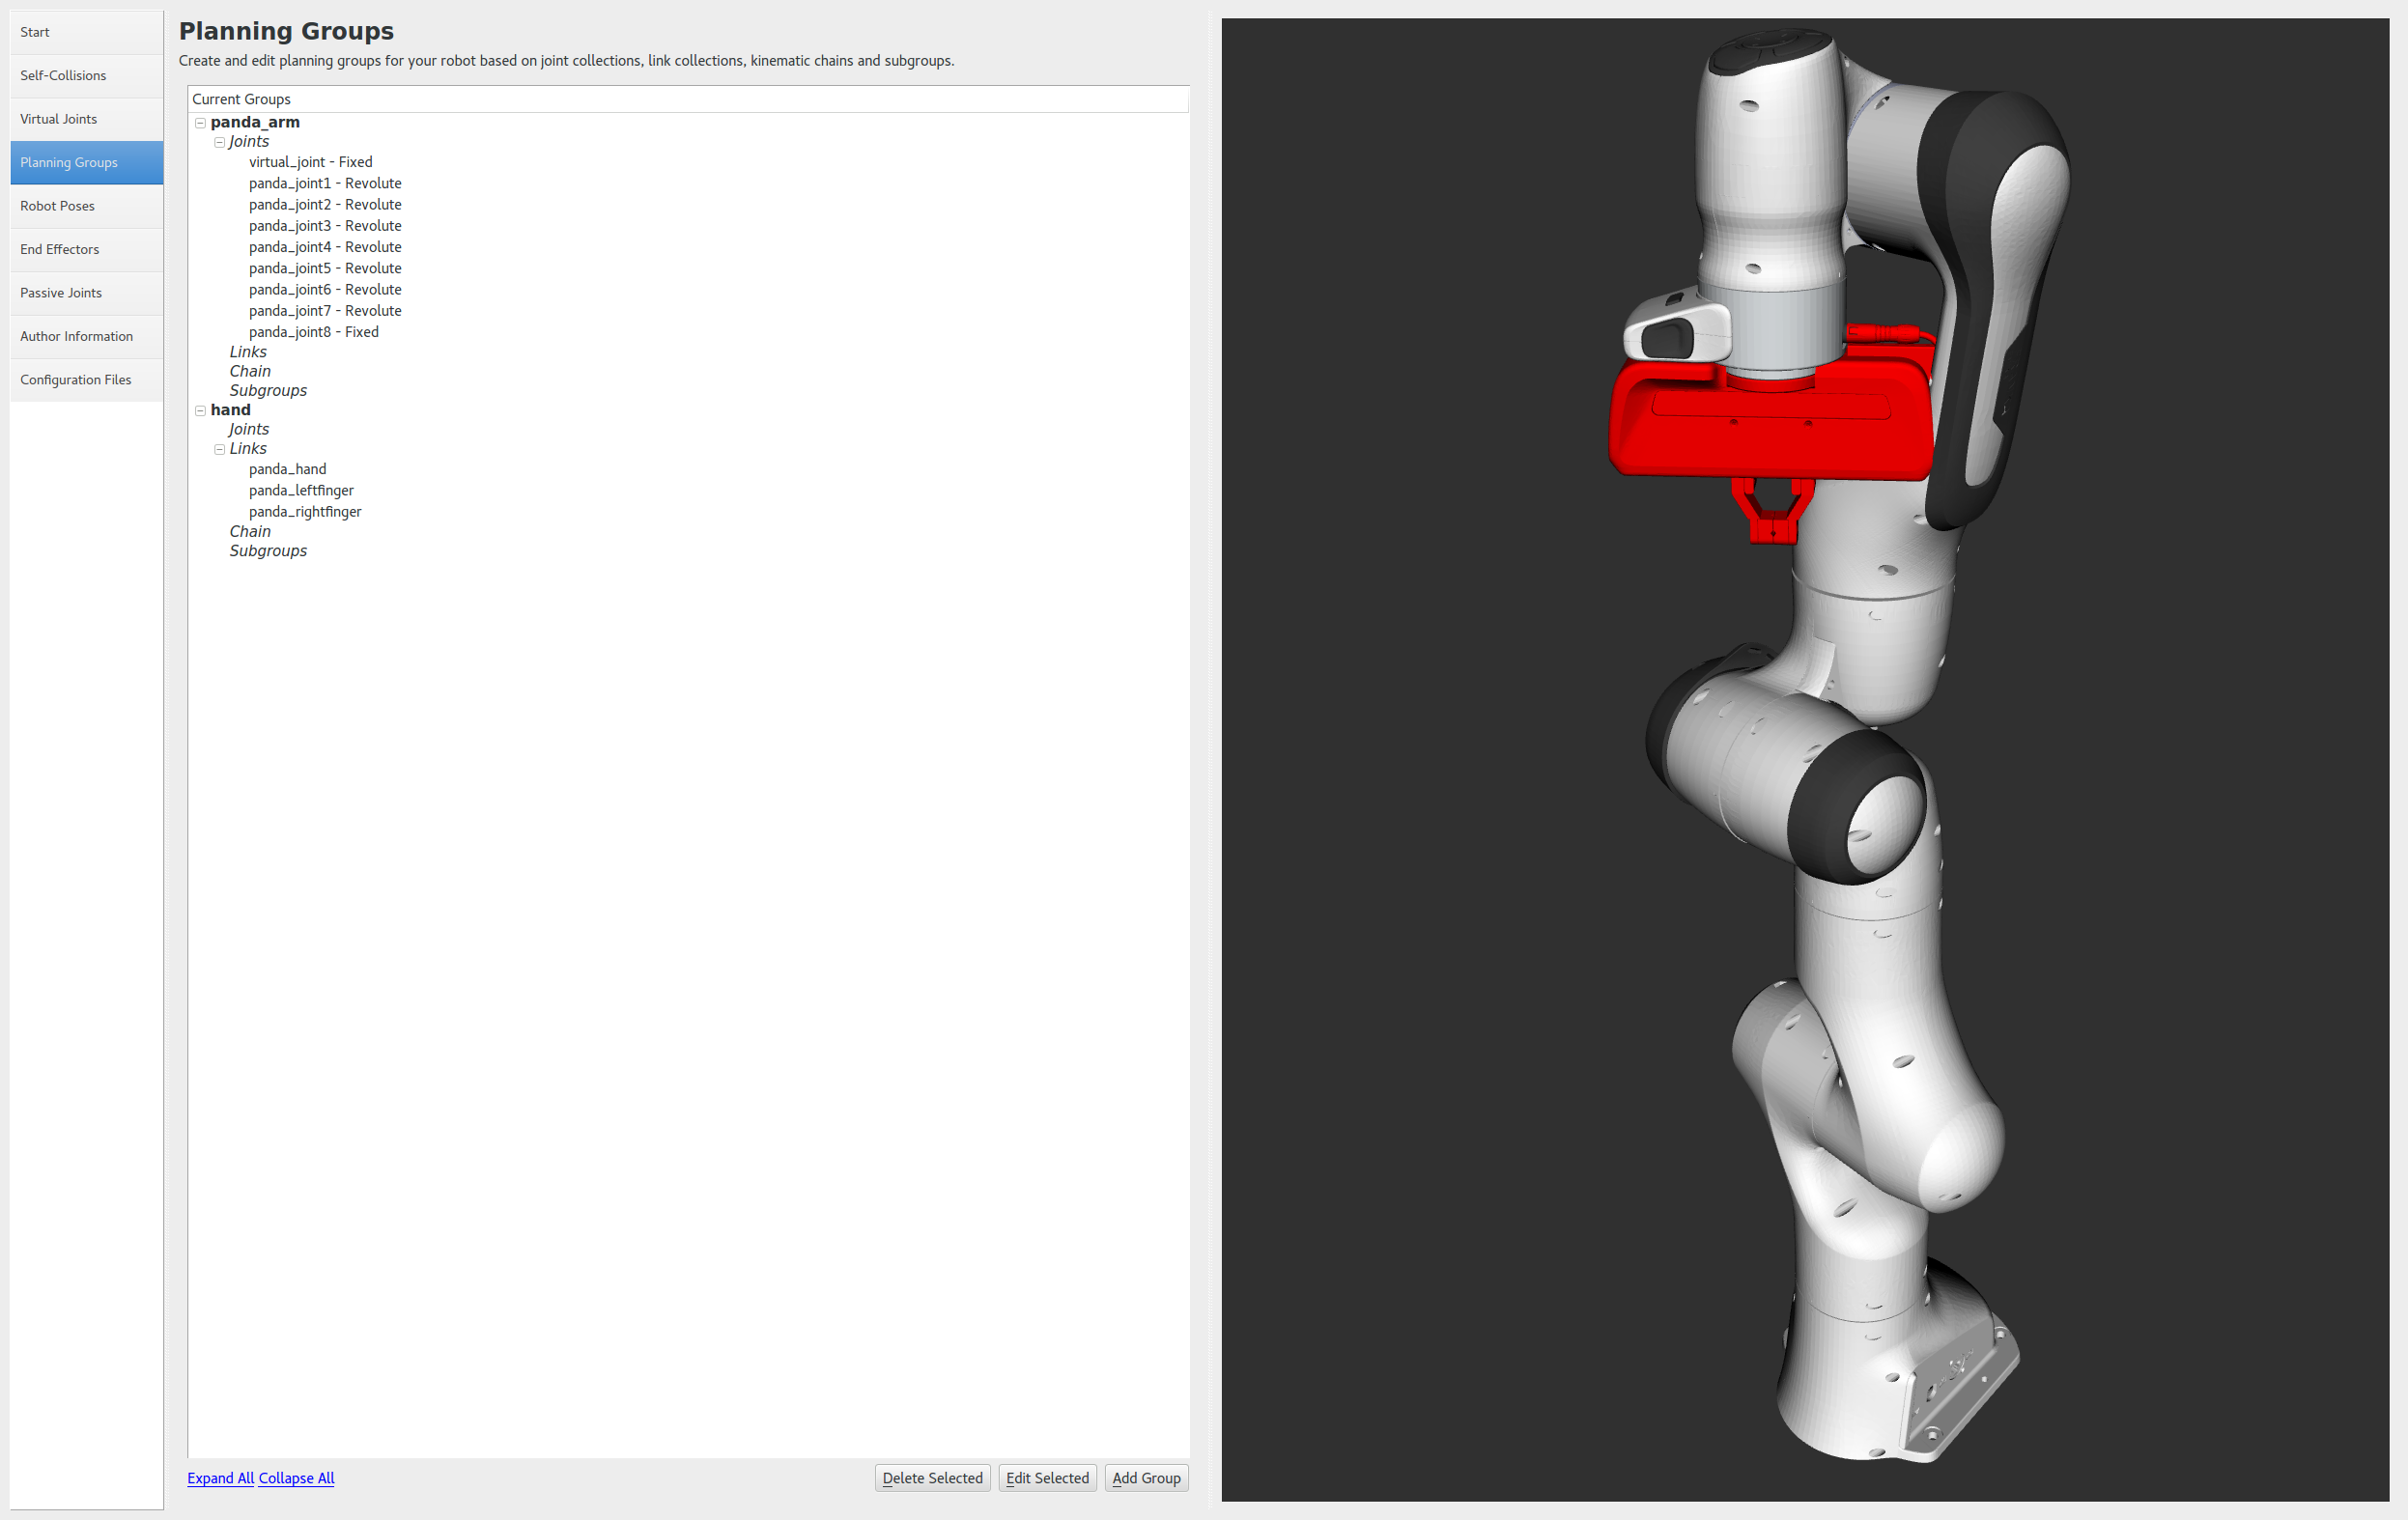 Start
Self-Collisions
Virtual Joints
Planning Groups
Robot Poses
End Effectors
Passive Joints
Author Information
Configuration Files
Planning Groups
Create and edit planning groups for your robot based on joint collections, link collections, kinematic chains and subgroups.
Current Groups
panda_arm
Joints
virtual_joint - Fixed
panda_joint1 - Revolute
panda_joint2 - Revolute
panda_joint3 - Revolute
panda_joint4 - Revolute
panda_joint5 - Revolute
panda_joint6 - Revolute
panda_joint7 - Revolute
panda_joint8 - Fixed
Links
Chain
Subgroups
hand
Joints
Links
panda_hand
panda_leftfinger
panda_rightfinger
Chain
Subgroups
Expand All Collapse All
Delete Selected
Edit Selected
Add Group